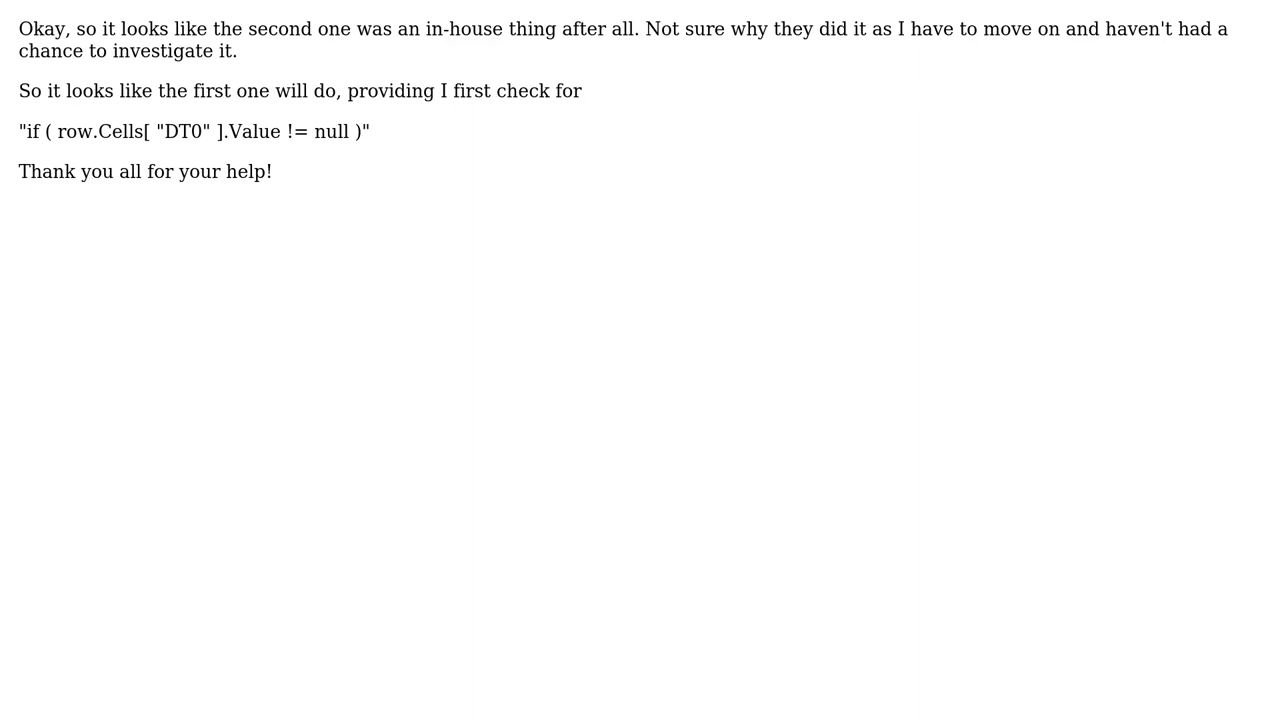 Okay, so it looks like the second one was an in-house thing after all. Not sure why they did it as I have to move on and haven't had a
chance to investigate it.
So it looks like the first one will do, providing I first check for
"if ( row.Cells[ "DT0" ].Value != null )"
Thank you all for your help!